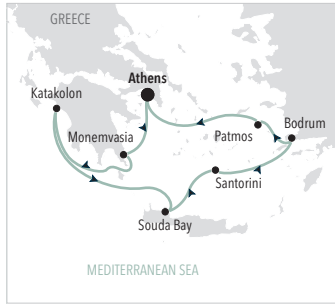 GREECE
Athens
Katakolon
Monemvasia
Patmos
Bodrum
Santorini
Souda Bay
MEDITERRANEAN SEA